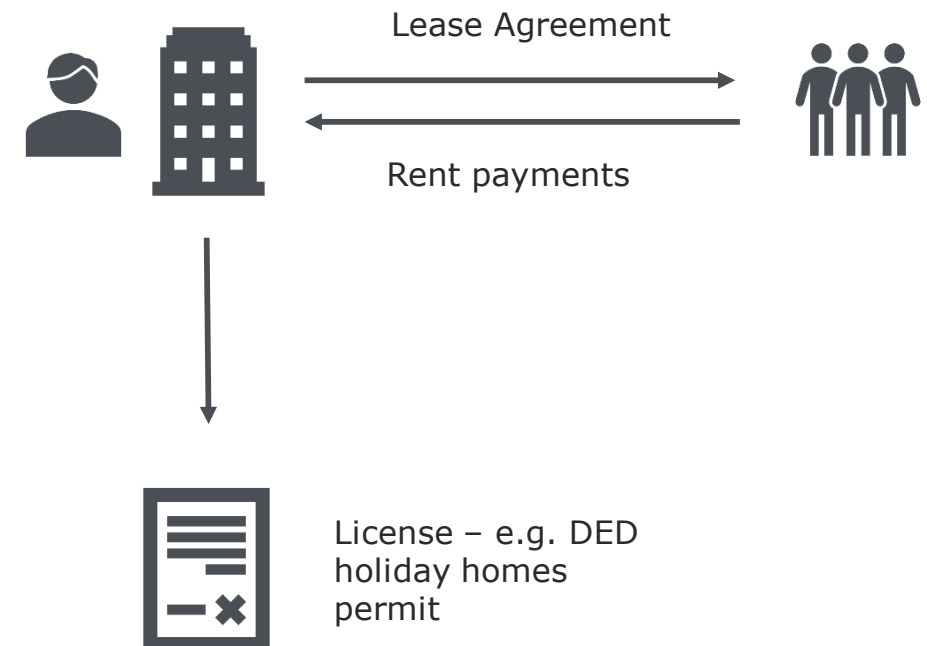 Lease Agreement
Rent payments
License – e.g. DED
holiday homes
permit